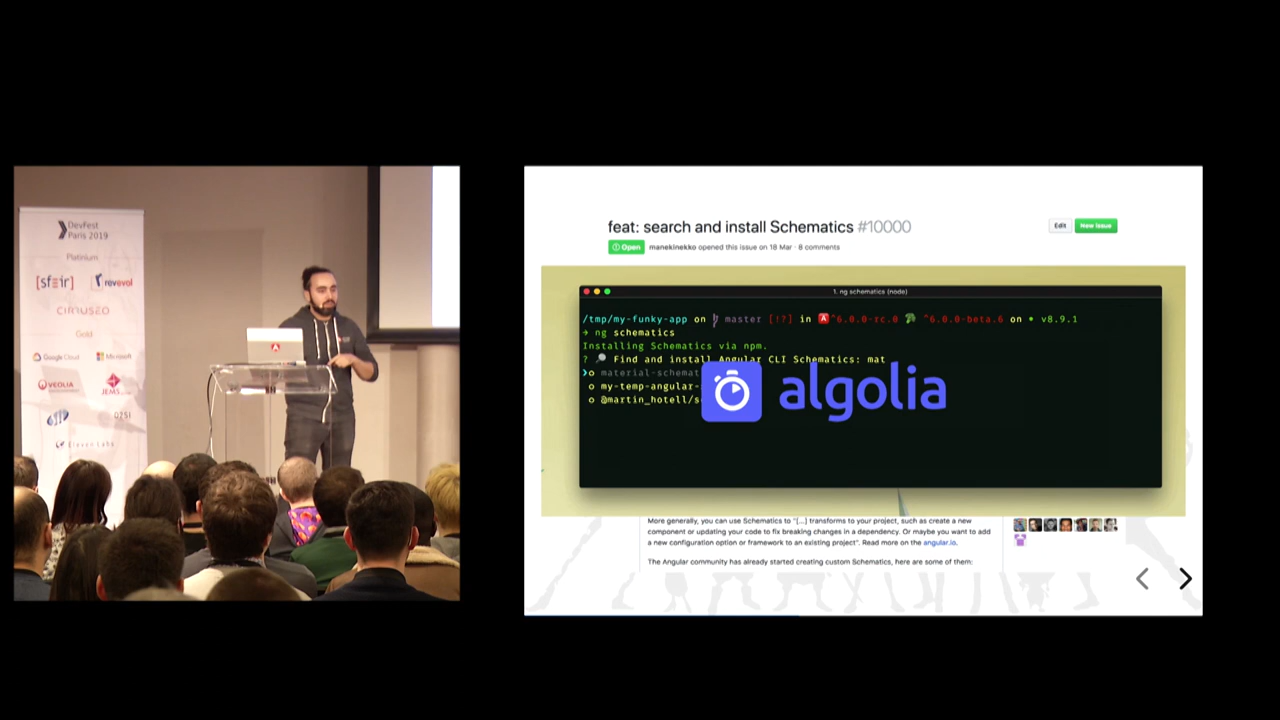 DevFest
Paris 2019
Platinium
[sfeir]
revevol
CIRIUSEO
Gold
Google Cloud
Microsoft
VEOLIA
JEMS
OZSI
Eleven Labs
feat: search and install Schematics #10000
Edit
New issue
Open
manekinekko opened this issue on 18 Mar · 8 comments
1. ng schematics (node)
/tmp/my-funky-app on master [!?] in ^6.0.0-rc.0 ^6.0.0-beta.6 on • v8.9.1
ng schematics
Installing Schematics via npm.
? Find and install Angular CLI Schematics: mat
material-schemat
my-temp-angular-
@martin_hotell/s
algolia
More generally, you can use Schematics to "[...] transforms to your project, such as create a new
component or updating your code to fix breaking changes in a dependency. Or maybe you want to add
a new configuration option or framework to an existing project". Read more on the angular.io.
The Angular community has already started creating custom Schematics, here are some of them: